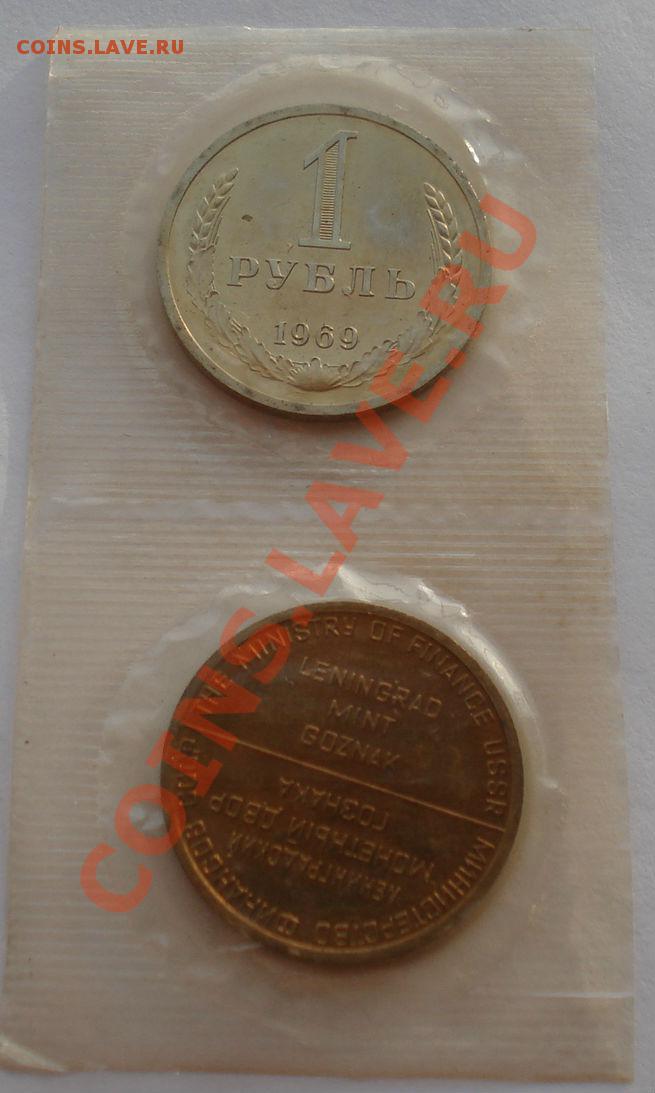 COINS.LAVE.RU
1
РУБЛЬ
1969
COINS.LAVE.RU
THE MINISTRY OF FINANCE USSR
LENINGRAD
MINT
GOZNAK
ЛЕНИНГРАДСКИЙ
МОНЕТНЫЙ ДВОР
ГОЗНАКА
МИНИСТЕРСТВО ФИНАНСОВ